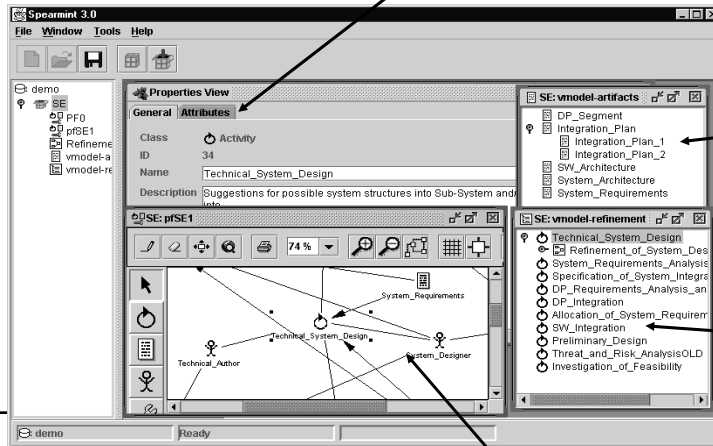 Spearmint 3.0
File Window Tools Help
demo
SE
PF0
pfSE1
Refineme
vmodel-a
vmodel-re
Properties View
General Attributes
Class Activity
ID 34
Name Technical_System_Design
Description Suggestions for possible system structures into Sub-System and/
into
SE: pfSE1
74 %
System_Requirements
Technical_System_Design
Technical_Author
System_Designer
SE: vmodel-artifacts
DP_Segment
Integration_Plan
Integration_Plan_1
Integration_Plan_2
SW_Architecture
System_Architecture
System_Requirements
SE: vmodel-refinement
Technical_System_Design
Refinement_of_System_Des
System_Requirements_Analysis
Specification_of_System_Integra
DP_Requirements_Analysis_an
DP_Integration
Allocation_of_System_Requirem
SW_Integration
Preliminary_Design
Threat_and_Risk_AnalysisOLD
Investigation_of_Feasibility
demo Ready